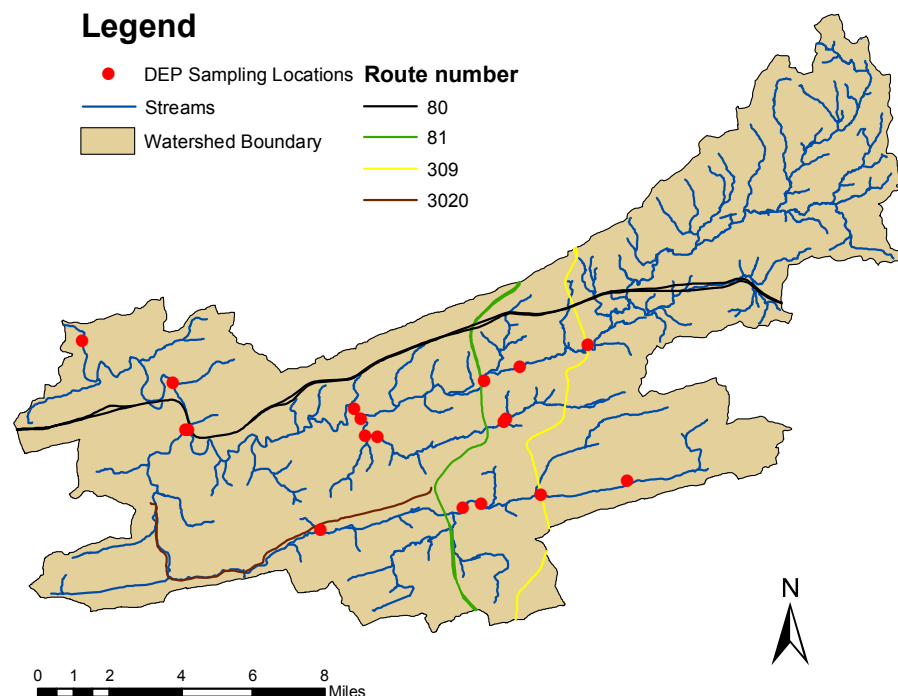 Legend
DEP Sampling Locations
Streams
Watershed Boundary
Route number
80
81
309
3020
N
0 2 4 6 8
Miles